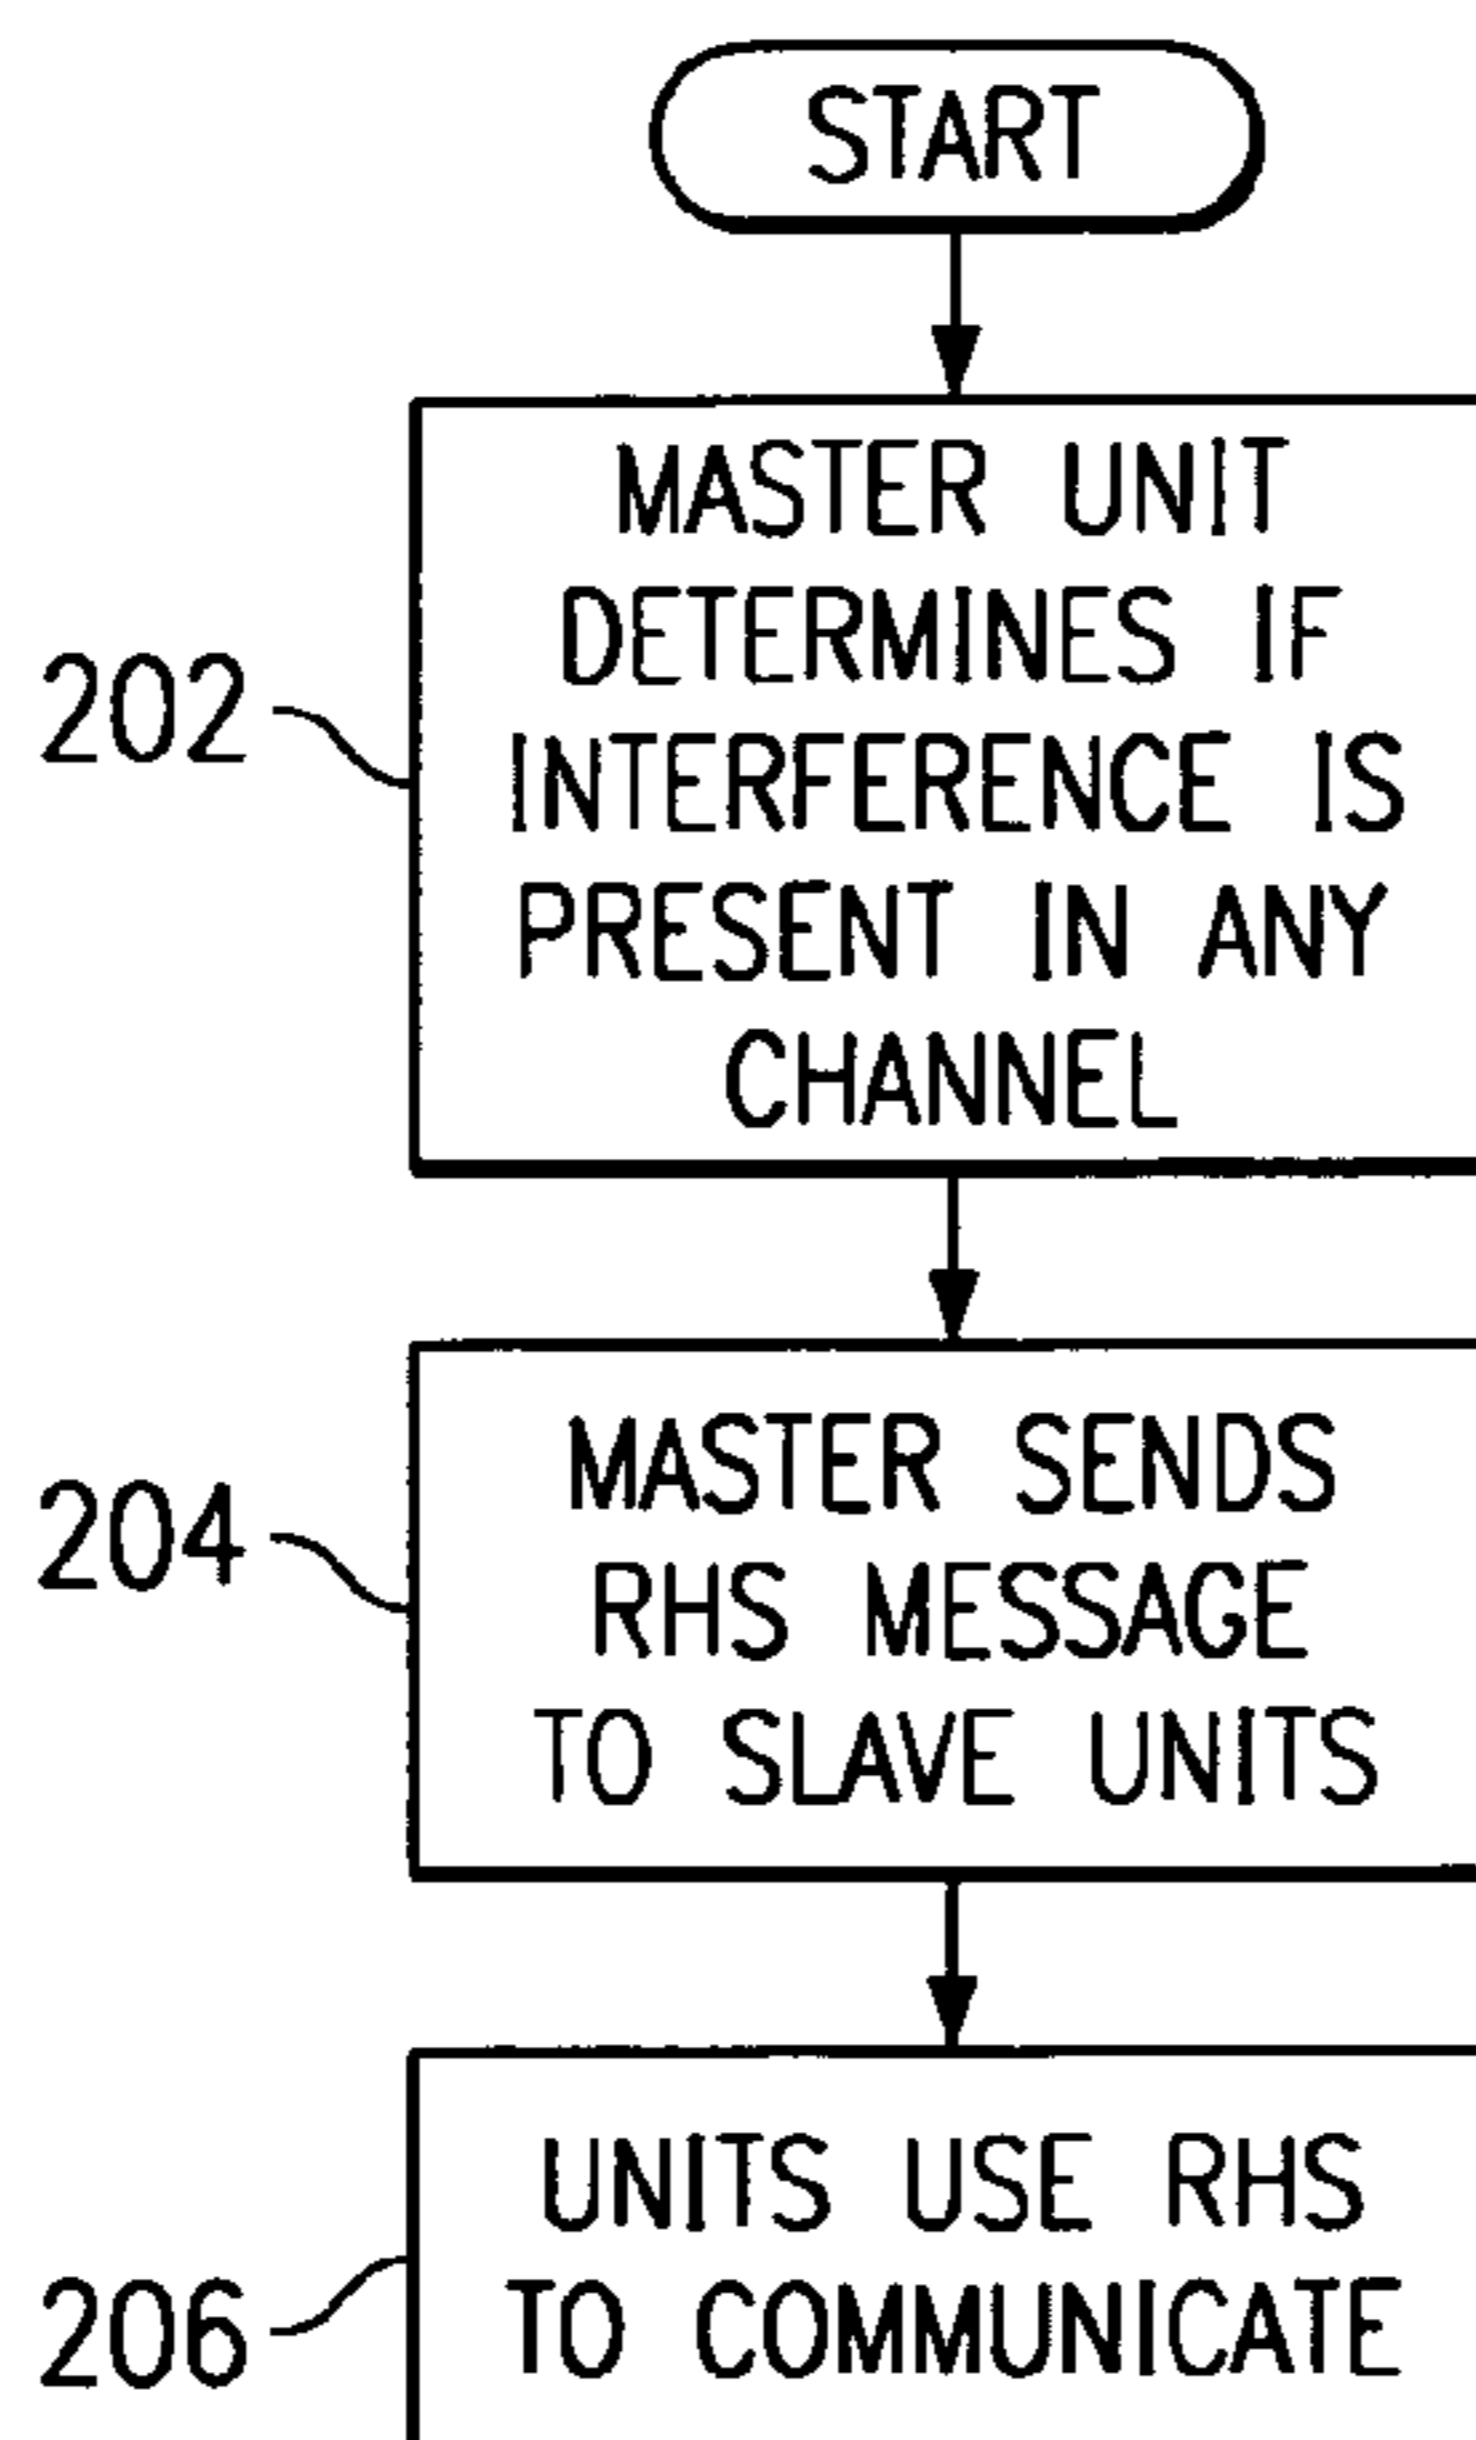 START
MASTER UNIT
DETERMINES IF
INTERFERENCE IS
PRESENT IN ANY
CHANNEL
202
MASTER SENDS
RHS MESSAGE
TO SLAVE UNITS
204
UNITS USE RHS
TO COMMUNICATE
206